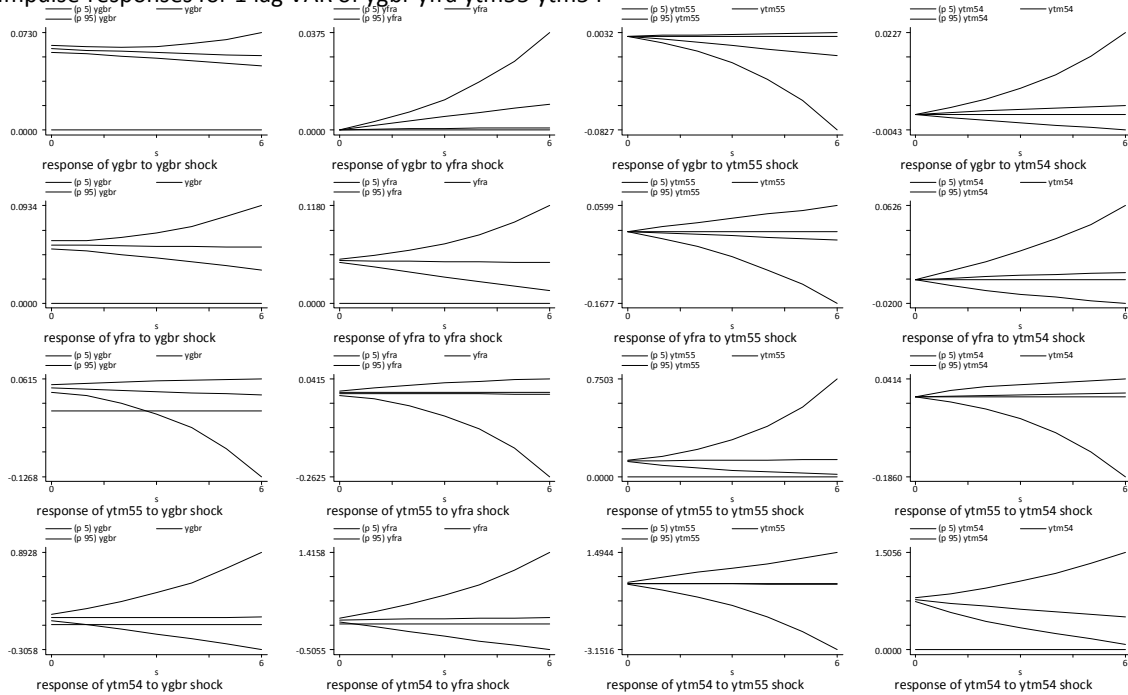 impulse-responses for 1 lag VAR of ygbr yfra ytm55 ytm54
(p 5) ygbr ygbr
(p 95) ygbr
0.0730
0.0000
0 6
s
response of ygbr to ygbr shock
(p 5) yfra yfra
(p 95) yfra
0.0375
0.0000
0 6
s
response of ygbr to yfra shock
(p 5) ytm55 ytm55
(p 95) ytm55
0.0032
-0.0827
0 6
s
response of ygbr to ytm55 shock
(p 5) ytm54 ytm54
(p 95) ytm54
0.0227
-0.0043
0 6
s
response of ygbr to ytm54 shock
(p 5) ygbr ygbr
(p 95) ygbr
0.0934
0.0000
0 6
s
response of yfra to ygbr shock
(p 5) yfra yfra
(p 95) yfra
0.1180
0.0000
0 6
s
response of yfra to yfra shock
(p 5) ytm55 ytm55
(p 95) ytm55
0.0599
-0.1677
0 6
s
response of yfra to ytm55 shock
(p 5) ytm54 ytm54
(p 95) ytm54
0.0626
-0.0200
0 6
s
response of yfra to ytm54 shock
(p 5) ygbr ygbr
(p 95) ygbr
0.0615
-0.1268
0 6
s
response of ytm55 to ygbr shock
(p 5) yfra yfra
(p 95) yfra
0.0415
-0.2625
0 6
s
response of ytm55 to yfra shock
(p 5) ytm55 ytm55
(p 95) ytm55
0.7503
0.0000
0 6
s
response of ytm55 to ytm55 shock
(p 5) ytm54 ytm54
(p 95) ytm54
0.0414
-0.1860
0 6
s
response of ytm55 to ytm54 shock
(p 5) ygbr ygbr
(p 95) ygbr
0.8928
-0.3058
0 6
s
response of ytm54 to ygbr shock
(p 5) yfra yfra
(p 95) yfra
1.4158
-0.5055
0 6
s
response of ytm54 to yfra shock
(p 5) ytm55 ytm55
(p 95) ytm55
1.4944
-3.1516
0 6
s
response of ytm54 to ytm55 shock
(p 5) ytm54 ytm54
(p 95) ytm54
1.5056
0.0000
0 6
s
response of ytm54 to ytm54 shock